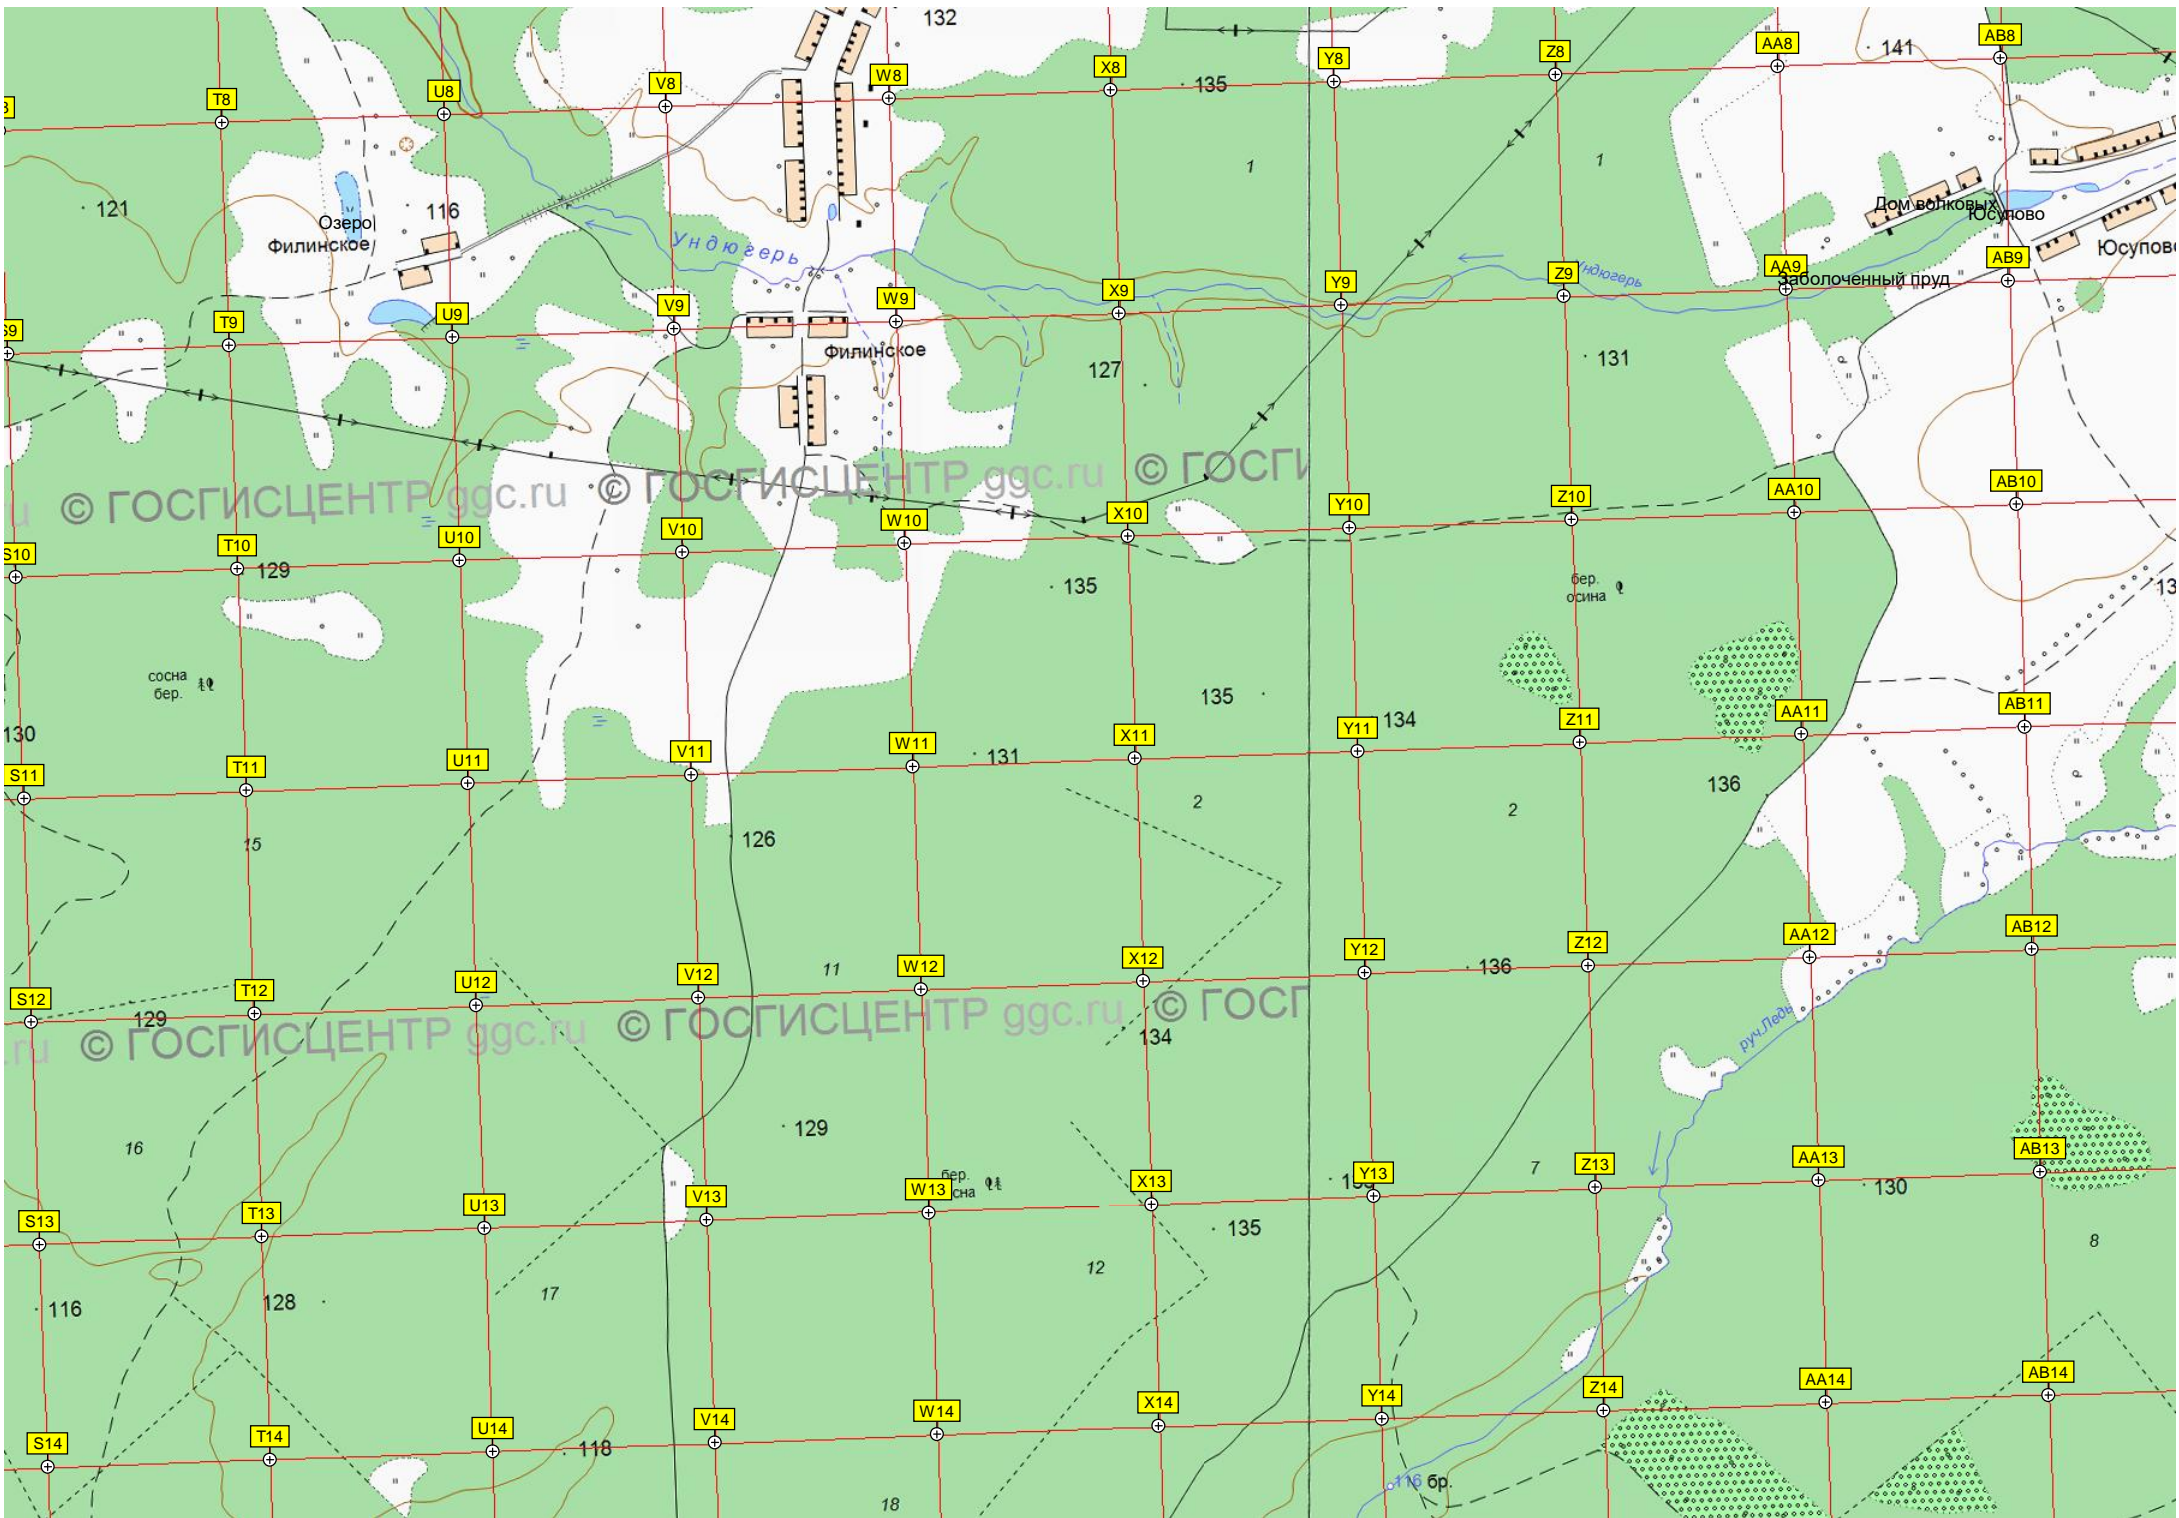 132
AA8
141
AB8
Y8
Z8
X8
135
W8
V8
U8
T8
1
1
121
116
Озеро
Филинское
Ундюгерь
Дом волковых
Юсупово
Юсупово
Ундюгерь
AA9
Заболоченный пруд
AB9
Z9
Y9
X9
W9
V9
U9
T9
Филинское
127
131
© ГОСГИСЦЕНТР ggc.ru
© ГОСГИСЦЕНТР ggc.ru
© ГОСГИ
AB10
AA10
Z10
Y10
X10
W10
V10
U10
T10
S10
129
135
бер.
осина
сосна
бер.
135
134
130
AB11
AA11
Z11
Y11
X11
W11
V11
U11
T11
S11
131
136
2
2
15
126
AB12
AA12
Z12
Y12
X12
W12
V12
U12
T12
S12
11
136
129
руч.Ледь
ru
© ГОСГИСЦЕНТР ggc.ru
© ГОСГИСЦЕНТР ggc.ru
© ГОСГ
134
129
16
7
бер.
AB13
AA13
Z13
Y13
X13
W13
V13
U13
T13
S13
130
135
8
12
17
116
128
AB14
AA14
Z14
Y14
X14
W14
V14
U14
T14
S14
118
116 бр.
18